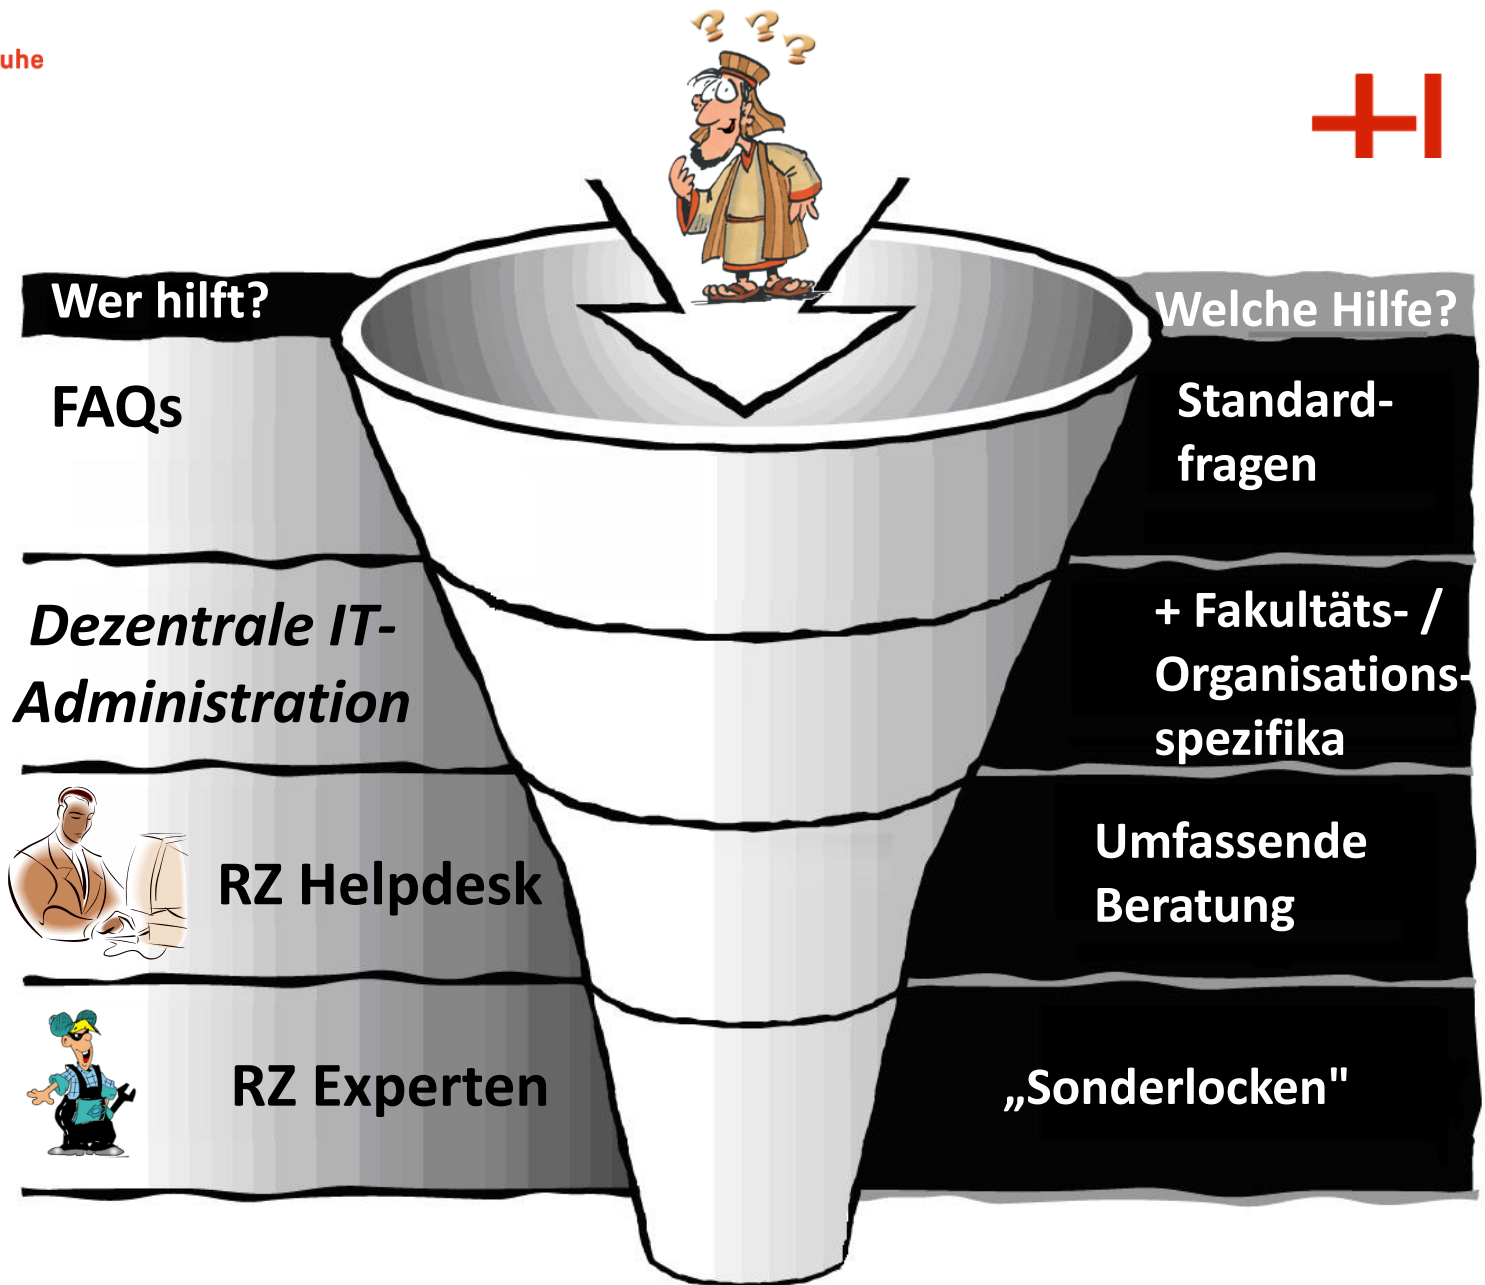 uhe
Wer hilft?
Welche Hilfe?
FAQs
Standard-
fragen
Dezentrale IT-
Administration
+ Fakultäts- /
Organisations-
spezifika
RZ Helpdesk
Umfassende
Beratung
RZ Experten
„Sonderlocken"